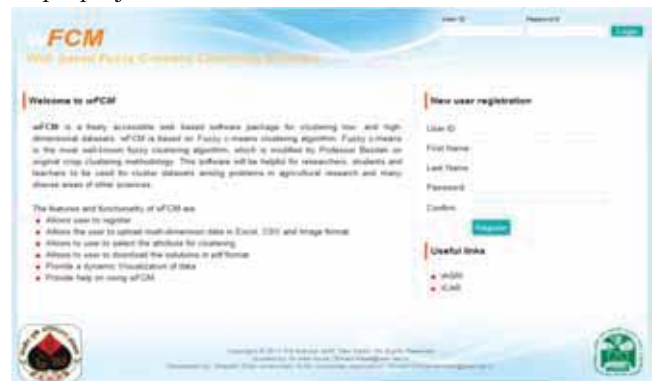 User ID
Password
Login
wFCM
Web based Fuzzy C-means Clustering Software
Welcome to wFCM
wFCM is a freely accessible web based software package for clustering low- and high-
dimensional datasets. wFCM is based on Fuzzy c-means clustering algorithm. Fuzzy c-means
is the most well-known fuzzy clustering algorithm, which is modified by Professor Bezdek on
original crisp clustering methodology. This software will be helpful for researchers, students and
teachers to be used for cluster datasets among problems in agricultural research and many
diverse areas of other sciences.
The features and functionality of wFCM are
Allows user to register
Allows the user to upload multi-dimension data in Excel, CSV and Image format
Allows to user to select the attribute for clustering
Allows to user to download the solutions in pdf format
Provide a dynamic Visualization of data
Provide help on using wFCM
New user registration
User ID
First Name
Last Name
Password
Confirm
Register
Useful links
IASRI
ICAR